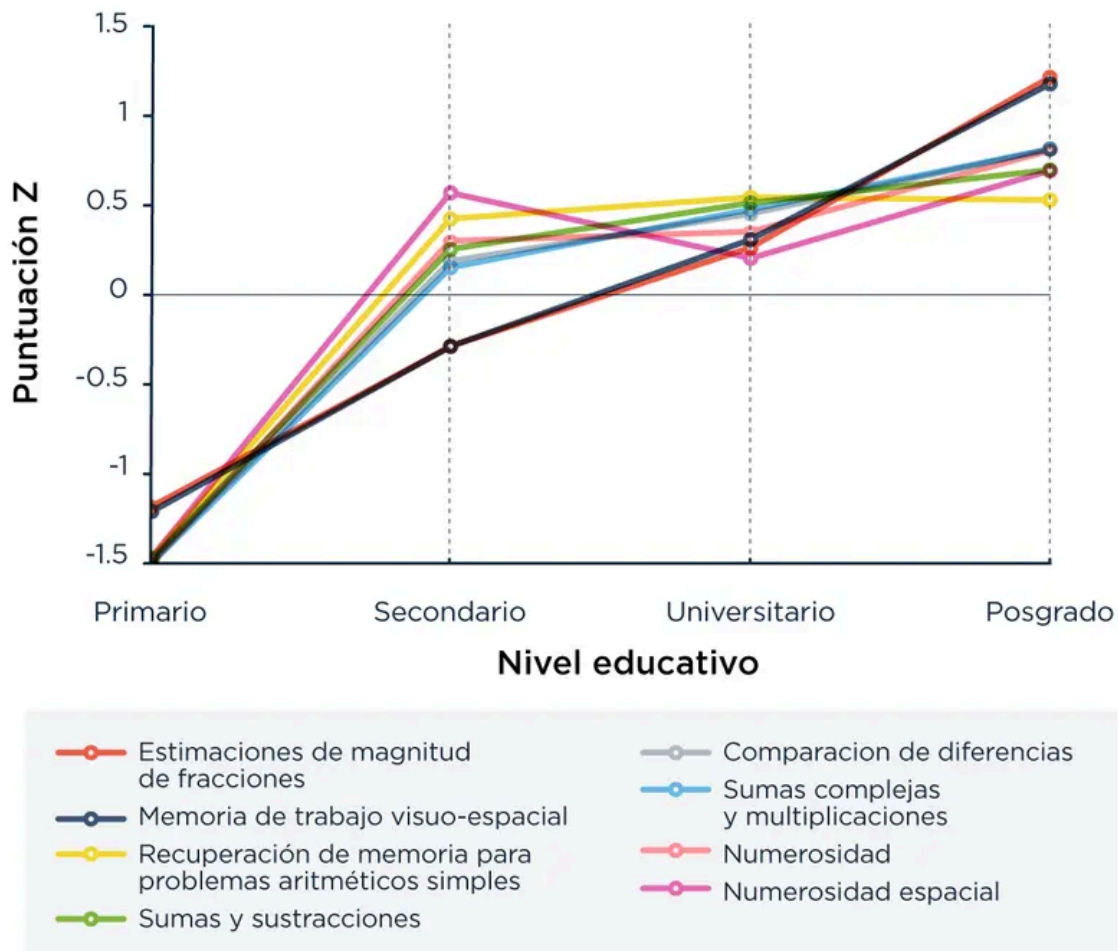 1.5
1
0.5
0
-0.5
-1
-1.5
Puntuación Z
Primario
Secondario
Universitario
Posgrado
Nivel educativo
Estimaciones de magnitud
de fracciones
Memoria de trabajo visuo-espacial
Recuperación de memoria para
problemas aritméticos simples
Sumas y sustracciones
Comparacion de diferencias
Sumas complejas
y multiplicaciones
Numerosidad
Numerosidad espacial